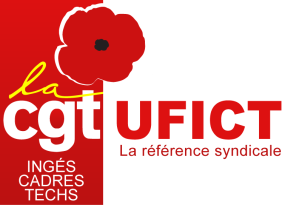 la
cgt UFICT
La référence syndicale
INGÉS
CADRES
TECHS